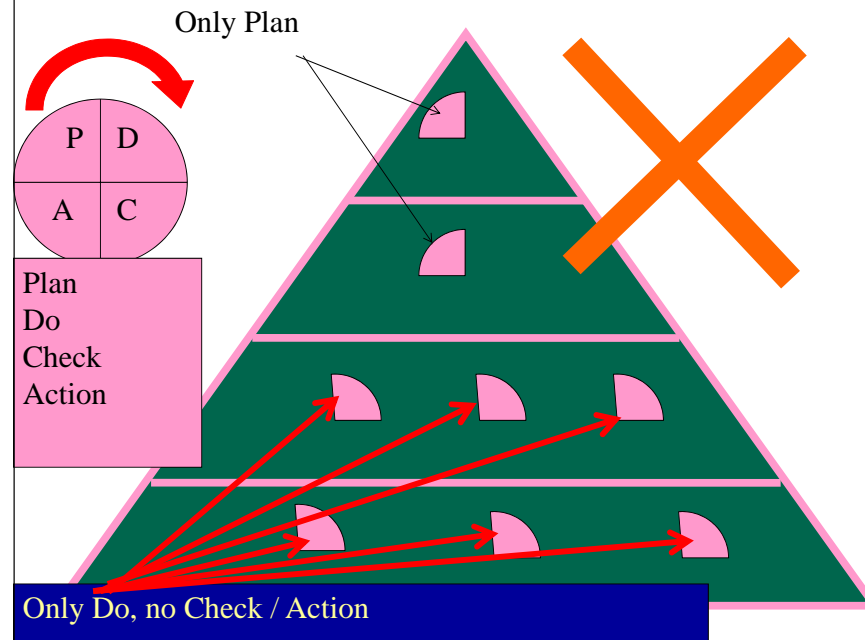 Only Plan
P D
A C
Plan
Do
Check
Action
Only Do, no Check / Action